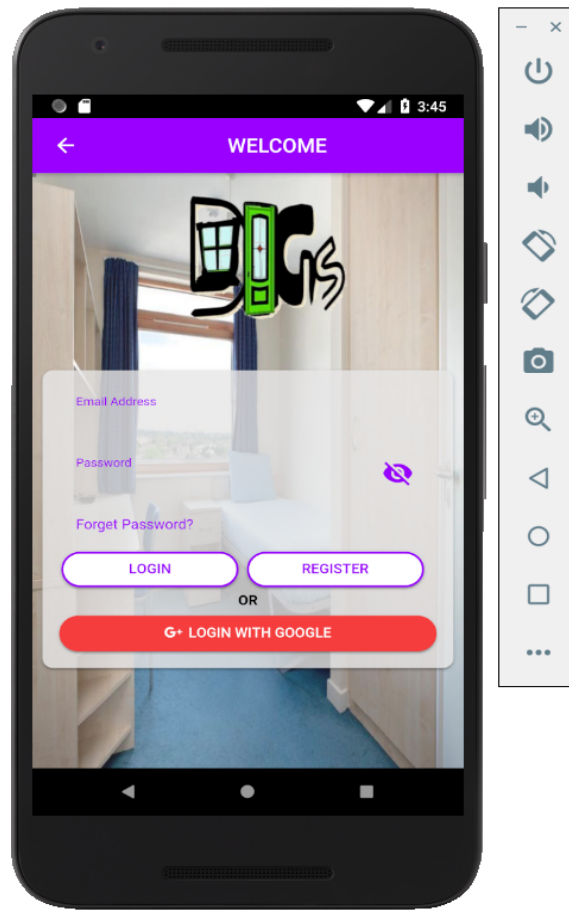 3:45
WELCOME
DIGS
Email Address
Password
Forget Password?
LOGIN REGISTER
OR
G+ LOGIN WITH GOOGLE